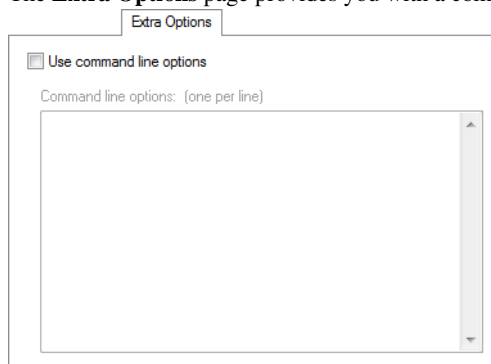 The Extra Options page provides you with a com
Extra Options
Use command line options
Command line options: (one per line)